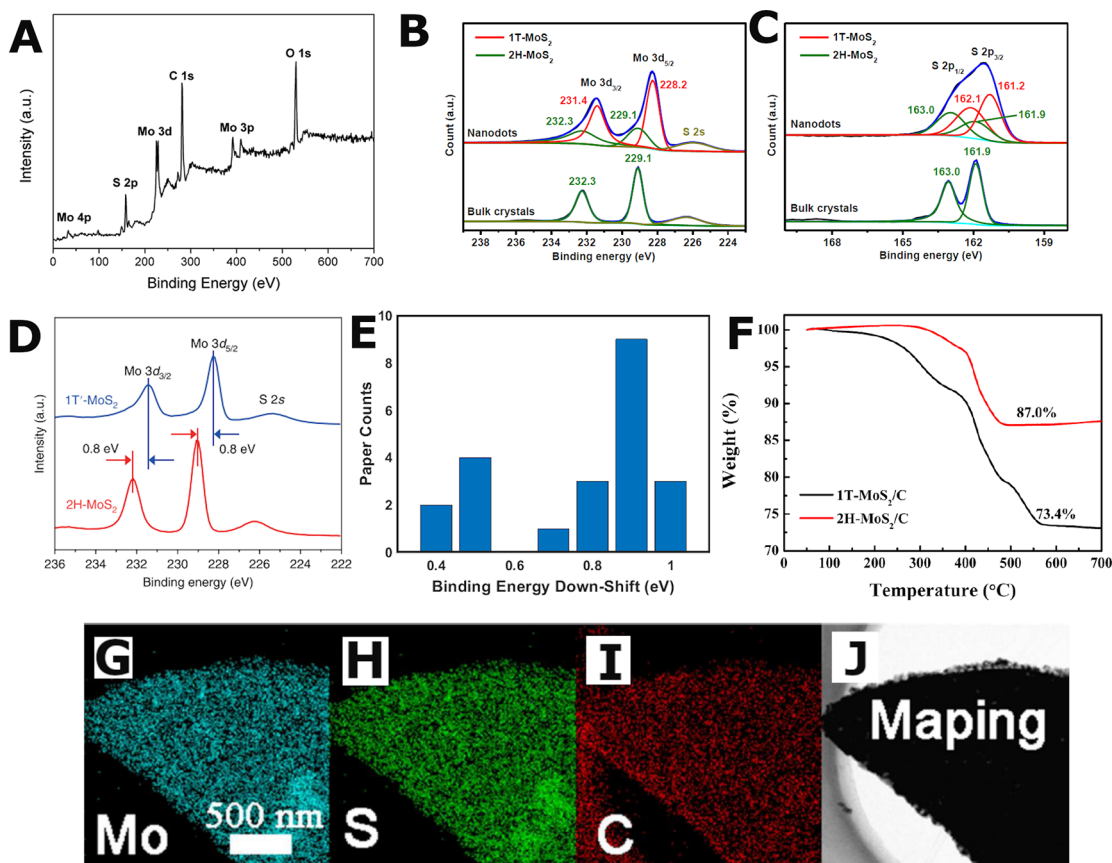 A
Intensity (a.u.)
Mo 4p
S 2p
Mo 3d
C 1s
Mo 3p
O 1s
0 100 200 300 400 500 600 700
Binding Energy (eV)
B
1T-MoS2
2H-MoS2
Mo 3d3/2
Mo 3d5/2
231.4
228.2
232.3
229.1
S 2s
Nanodots
232.3
229.1
Bulk crystals
Count (a.u.)
238 236 234 232 230 228 226 224
Binding energy (eV)
C
1T-MoS2
2H-MoS2
S 2p1/2
S 2p3/2
163.0
162.1
161.2
161.9
Nanodots
163.0
161.9
Bulk crystals
Count (a.u.)
168 165 162 159
Binding energy (eV)
D
Mo 3d5/2
Mo 3d3/2
1T'-MoS2
S 2s
0.8 eV
0.8 eV
2H-MoS2
Intensity (a.u.)
236 234 232 230 228 226 224 222
Binding energy (eV)
E
10
8
6
4
2
0
Paper Counts
0.4 0.6 0.8 1
Binding Energy Down-Shift (eV)
F
100
95
90
85
80
75
70
Weight (%)
87.0%
73.4%
1T-MoS2/C
2H-MoS2/C
0 100 200 300 400 500 600 700
Temperature (°C)
G
Mo
500 nm
H
S
I
C
J
Maping